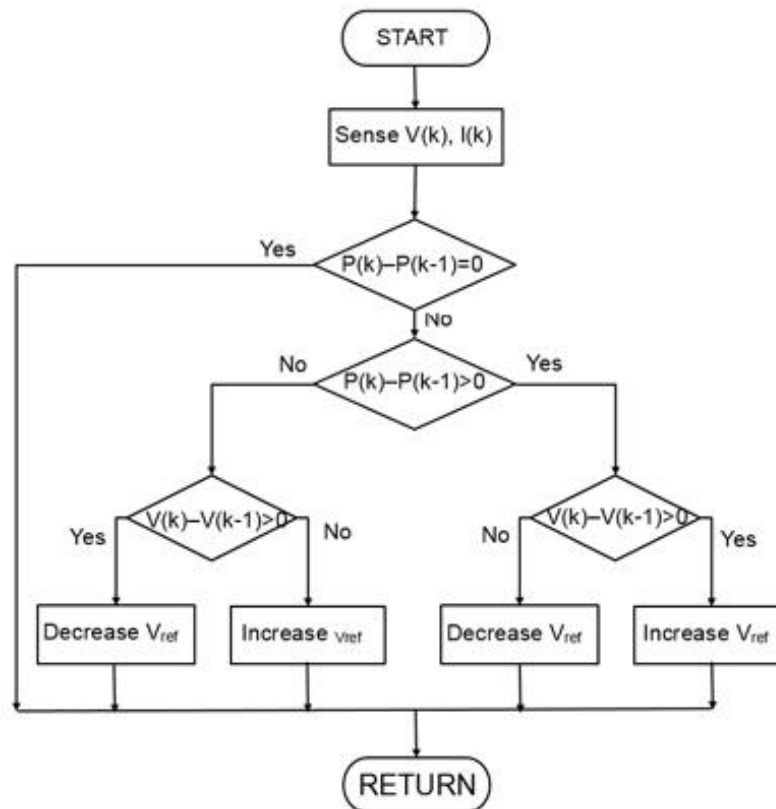 START
Sense V(k), I(k)
Yes
P(k)–P(k-1)=0
No
No
P(k)–P(k-1)>0
Yes
V(k)–V(k-1)>0
V(k)–V(k-1)>0
Yes
No
No
Yes
Decrease Vref
Increase Vref
Decrease Vref
Increase Vref
RETURN